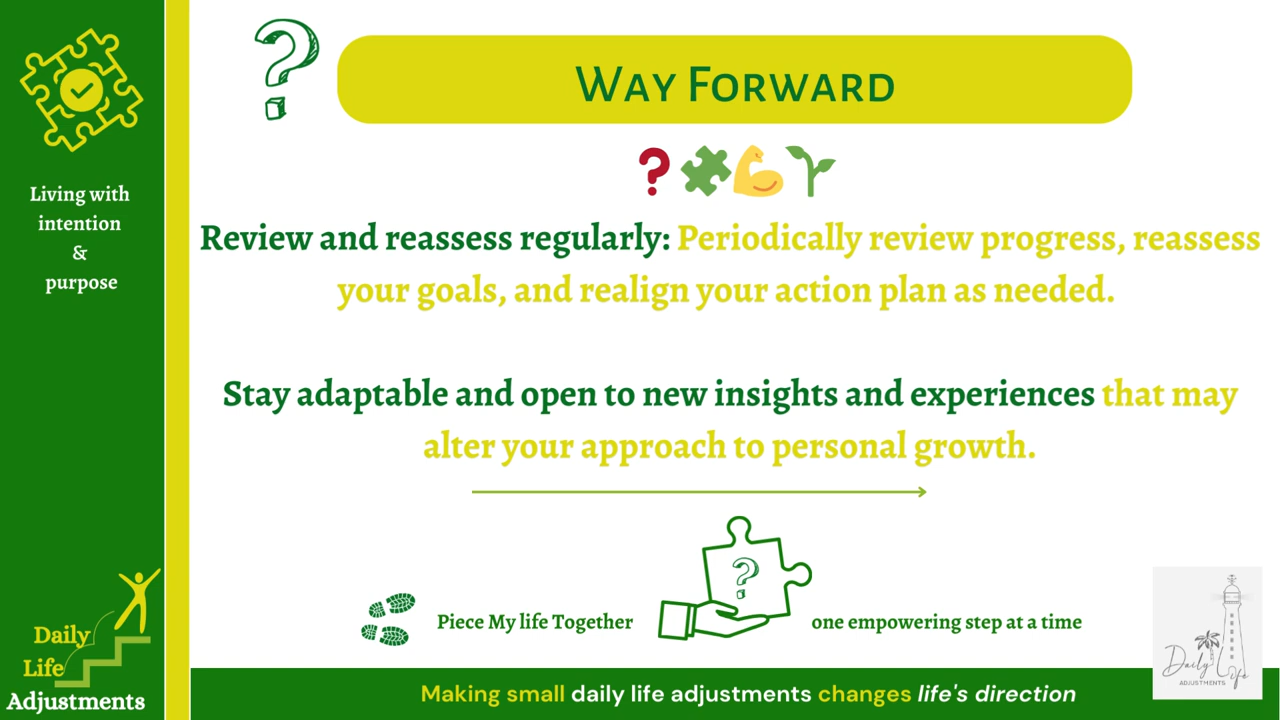 Way Forward
Living with
intention
&
purpose
Review and reassess regularly: Periodically review progress, reassess
your goals, and realign your action plan as needed.
Stay adaptable and open to new insights and experiences that may
alter your approach to personal growth.
?
Piece My life Together
one empowering step at a time
Daily
Life
Adjustments
Making small daily life adjustments changes life's direction
Daily Life
ADJUSTMENTS